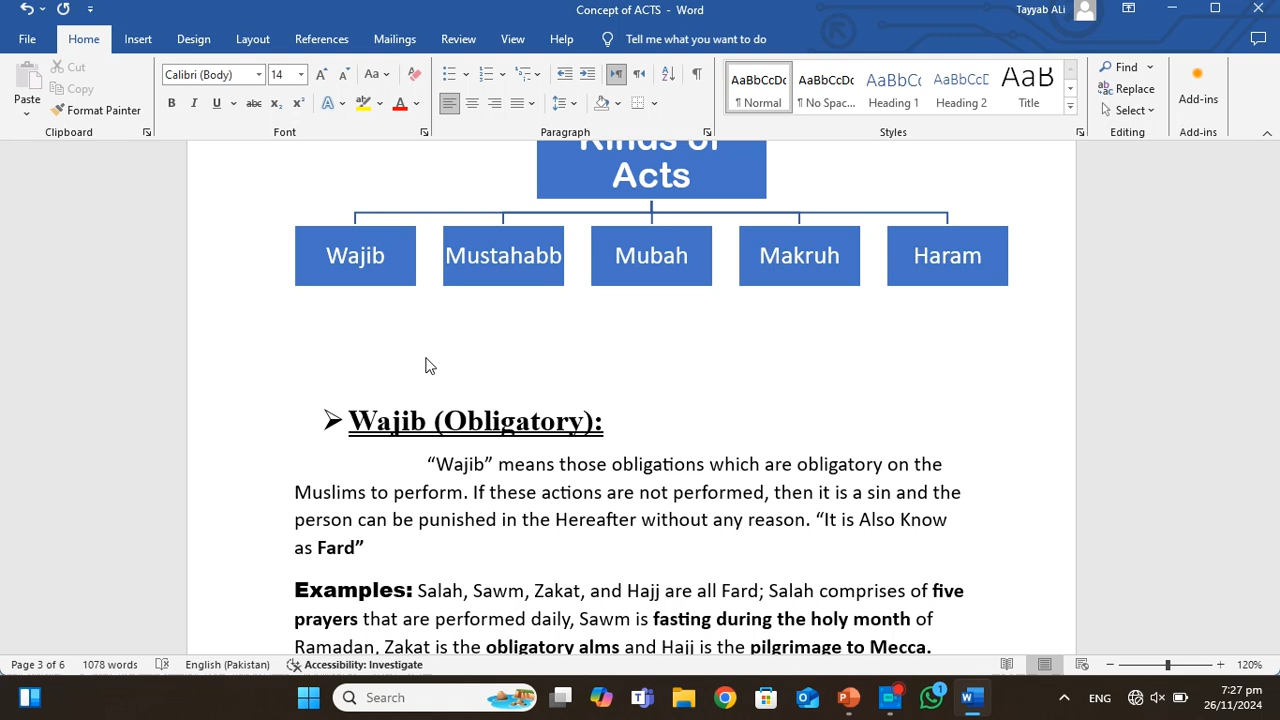 Concept of ACTS - Word
Tayyab ALi
File Home Insert Design Layout References Mailings Review View Help Tell me what you want to do
Paste
Cut
Copy
Format Painter
Clipboard
Calibri (Body) 14
Font
Paragraph
AaBbCcDc AaBbCcDc AaBbCc AaBbCcD AaB
¶ Normal ¶ No Spac... Heading 1 Heading 2 Title
Styles
Find
Replace
Select
Editing
Add-ins
Add-ins
Kinds of
Acts
Wajib Mustahabb Mubah Makruh Haram
➢ Wajib (Obligatory):
“Wajib” means those obligations which are obligatory on the
Muslims to perform. If these actions are not performed, then it is a sin and the
person can be punished in the Hereafter without any reason. “It is Also Know
as Fard”
Examples: Salah, Sawm, Zakat, and Hajj are all Fard; Salah comprises of five
prayers that are performed daily, Sawm is fasting during the holy month of
Ramadan, Zakat is the obligatory alms and Hajj is the pilgrimage to Mecca.
Page 3 of 6 1078 words English (Pakistan) Accessibility: Investigate 120%
Search
1
ENG
7:27 pm
26/11/2024